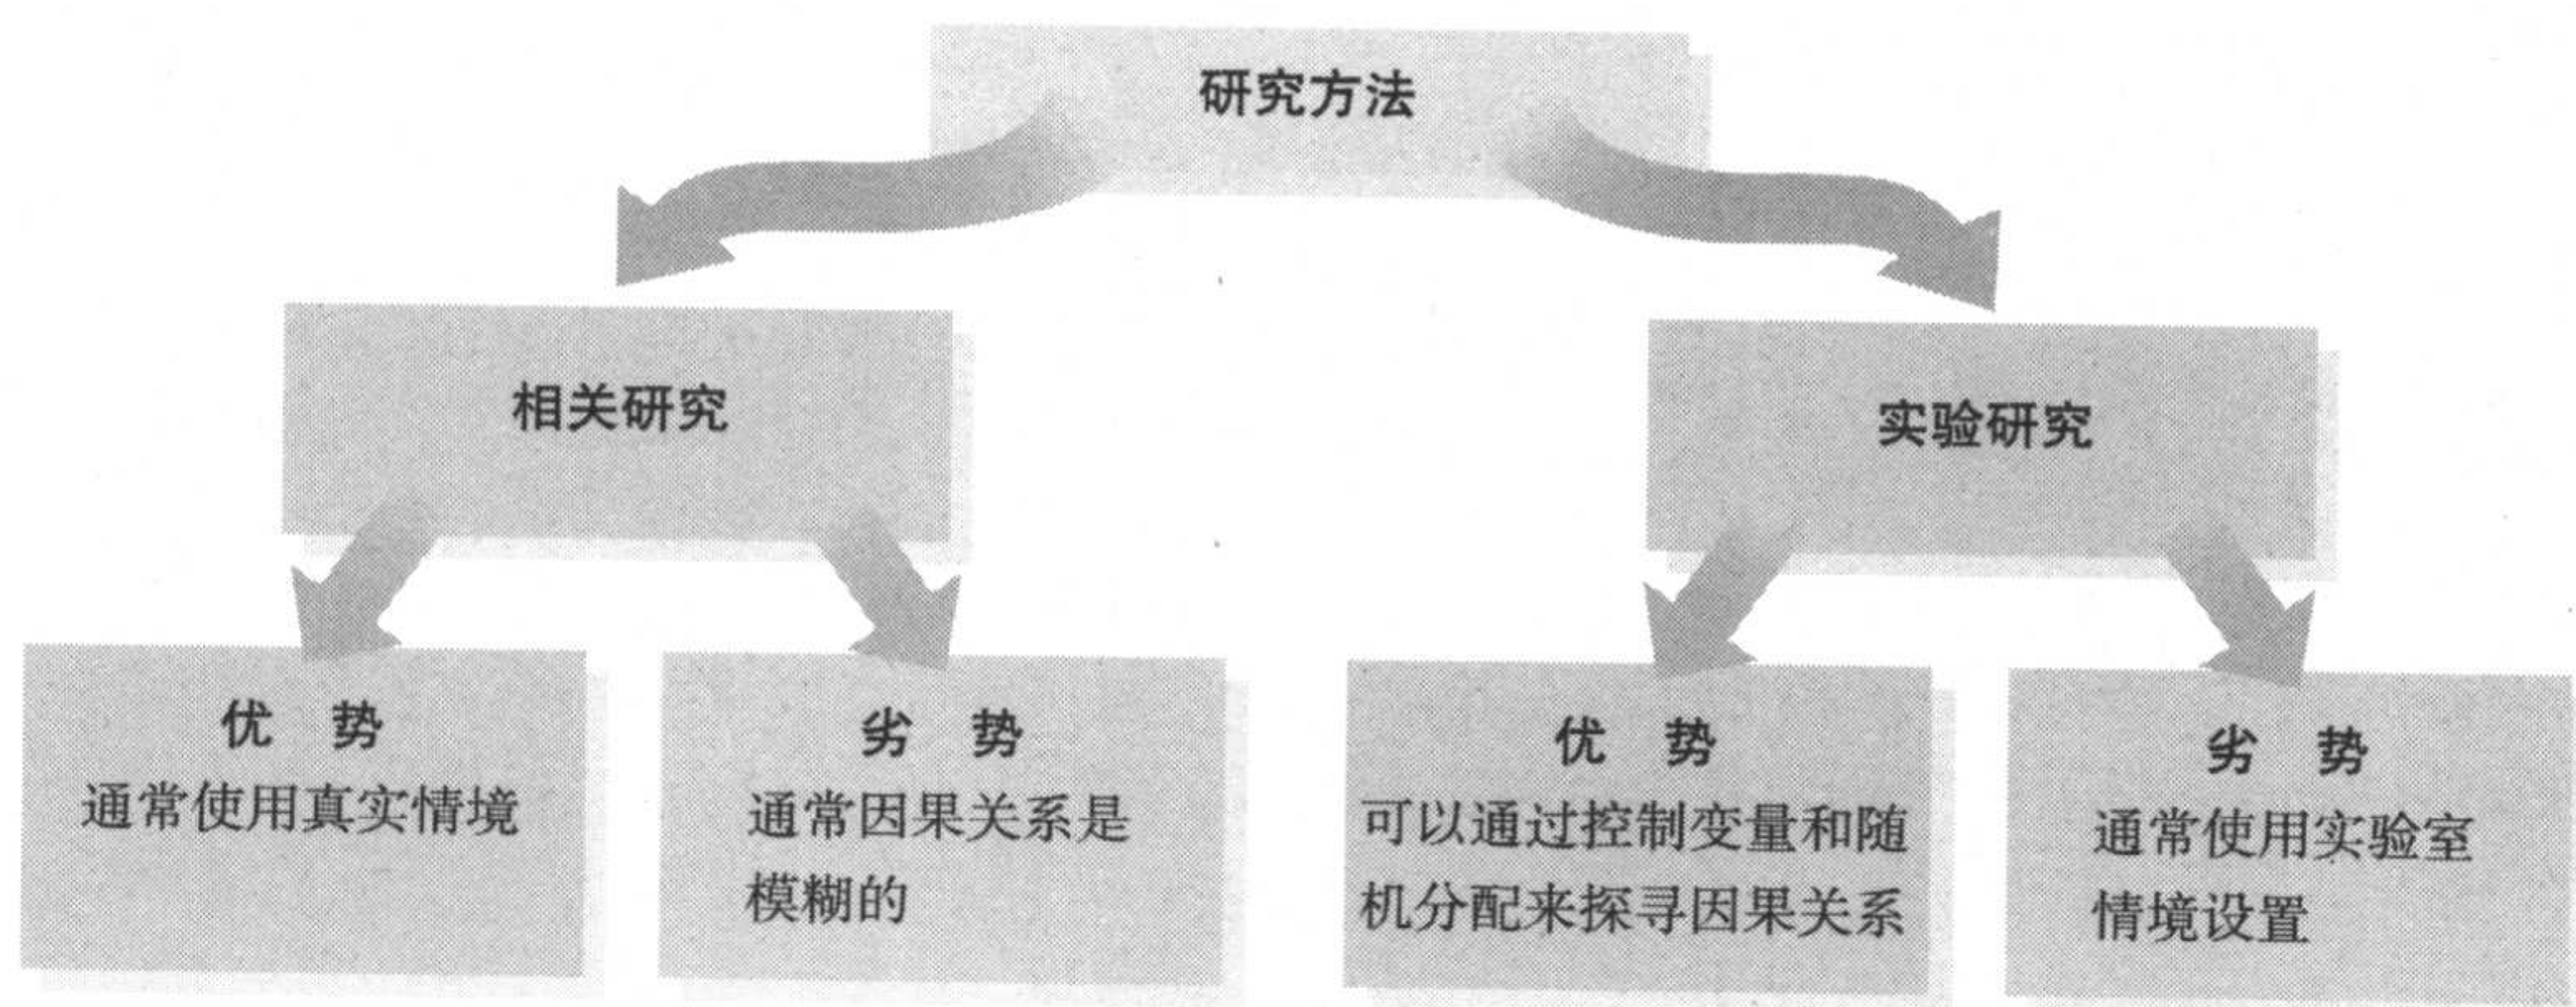 研究方法
相关研究
实验研究
优 势
通常使用真实情境
劣 势
通常因果关系是
模糊的
优 势
可以通过控制变量和随
机分配来探寻因果关系
劣 势
通常使用实验室
情境设置